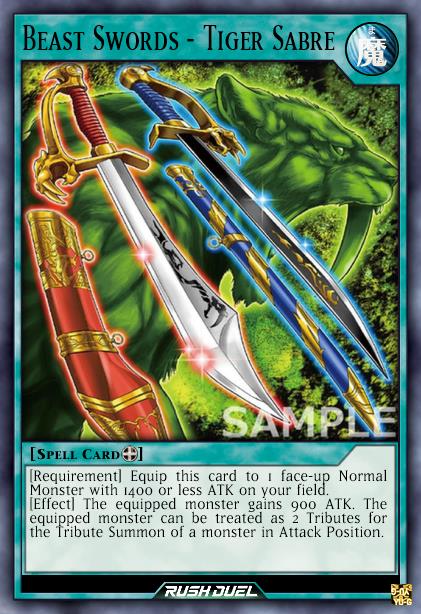 Beast Swords - Tiger Sabre
ま
魔
SAMPLE
[Spell Card]
[Requirement] Equip this card to 1 face-up Normal
Monster with 1400 or less ATK on your field.
[Effect] The equipped monster gains 900 ATK. The
equipped monster can be treated as 2 Tributes for
the Tribute Summon of a monster in Attack Position.
RUSH DUEL